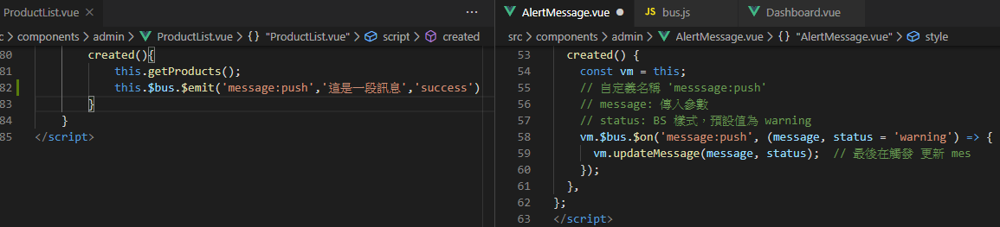 ProductList.vue ×
c > components > admin > ProductList.vue > {} "ProductList.vue" > script > created
80 created(){
81 this.getProducts();
82 this.$bus.$emit('message:push','這是一段訊息','success')
83 }
84 }
85 </script>
AlertMessage.vue ● JS bus.js Dashboard.vue
src > components > admin > AlertMessage.vue > {} "AlertMessage.vue" > style
53 created() {
54 const vm = this;
55 // 自定義名稱 'messsage:push'
56 // message: 傳入參數
57 // status: BS 樣式，預設值為 warning
58 vm.$bus.$on('message:push', (message, status = 'warning') => {
59 vm.updateMessage(message, status); // 最後在觸發 更新 mes
60 });
61 },
62 };
63 </script>